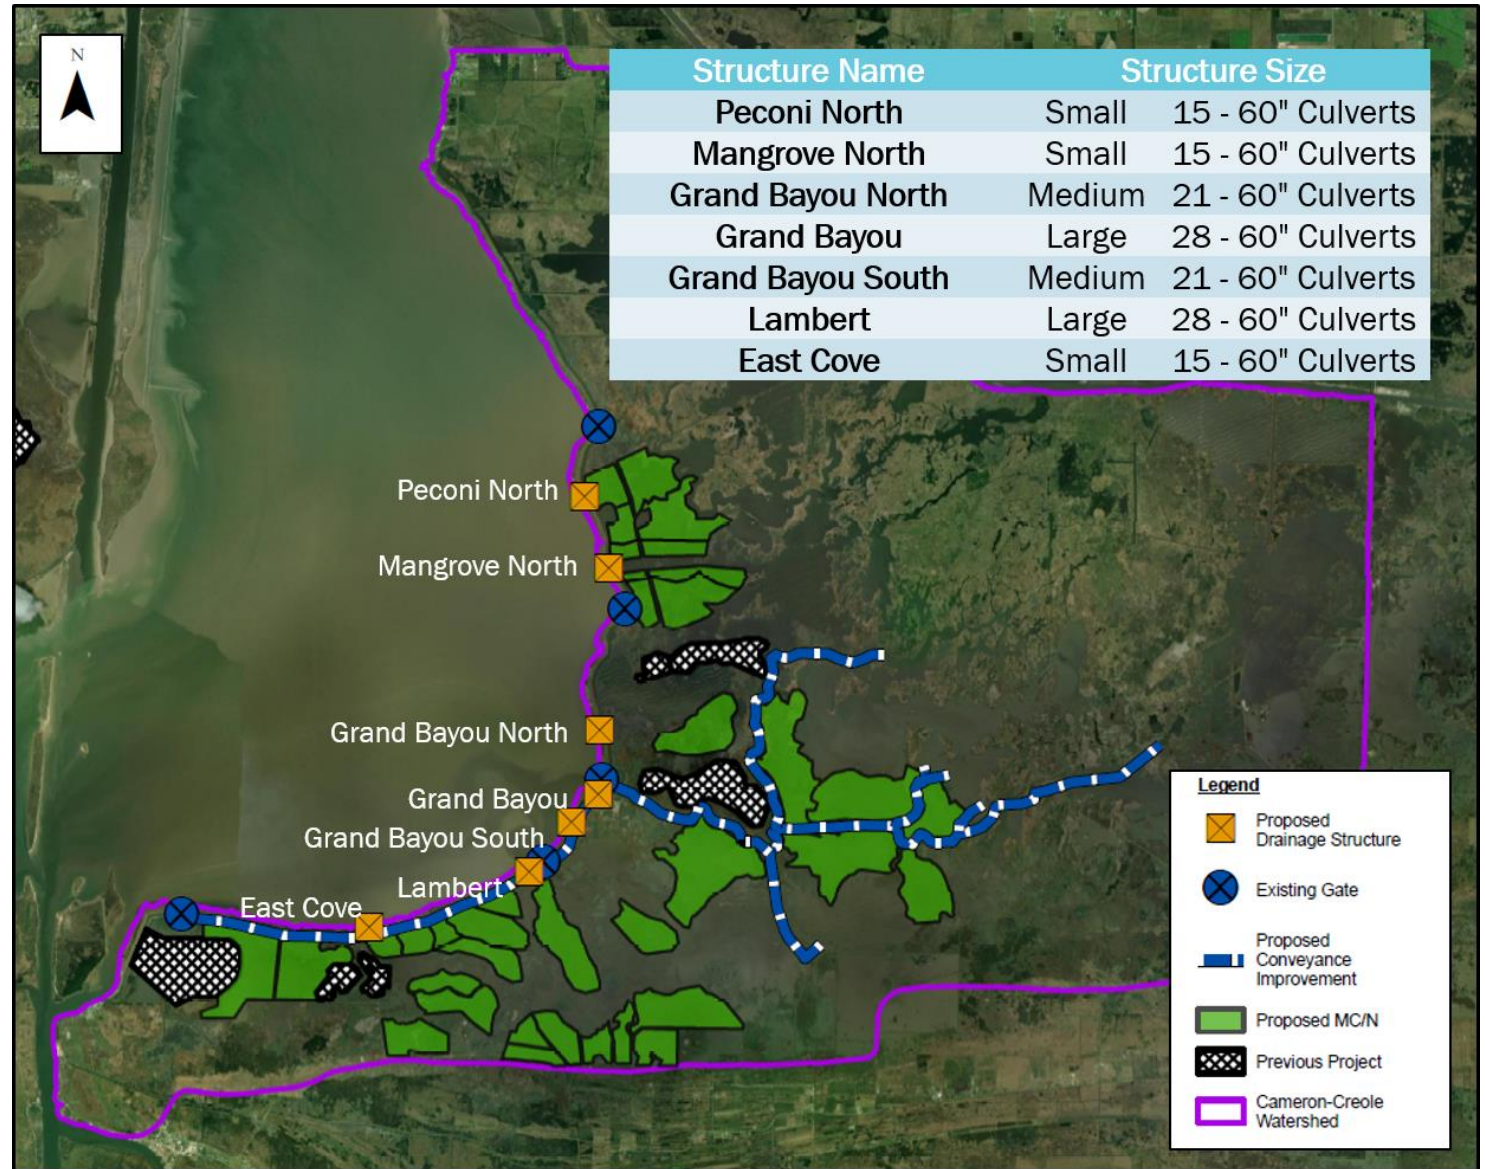 N
Structure Name Structure Size
Peconi North Small 15 - 60" Culverts
Mangrove North Small 15 - 60" Culverts
Grand Bayou North Medium 21 - 60" Culverts
Grand Bayou Large 28 - 60" Culverts
Grand Bayou South Medium 21 - 60" Culverts
Lambert Large 28 - 60" Culverts
East Cove Small 15 - 60" Culverts
Peconi North
Mangrove North
Grand Bayou North
Grand Bayou
Grand Bayou South
Lambert
East Cove
Legend
Proposed
Drainage Structure
Existing Gate
Proposed
Conveyance
Improvement
Proposed MC/N
Previous Project
Cameron-Creole
Watershed